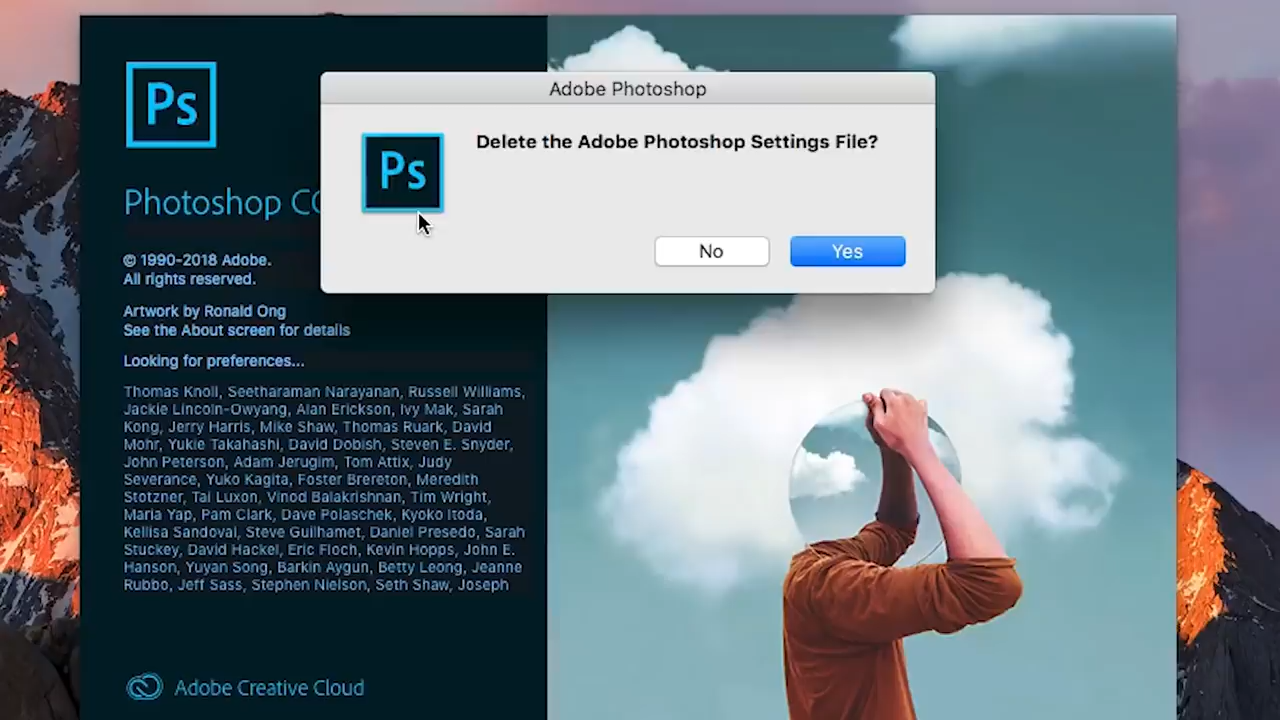 Ps
Adobe Photoshop
Delete the Adobe Photoshop Settings File?
Ps
No
Yes
Photoshop CC
© 1990-2018 Adobe.
All rights reserved.
Artwork by Ronald Ong
See the About screen for details
Looking for preferences...
Thomas Knoll, Seetharaman Narayanan, Russell Williams,
Jackie Lincoln-Owyang, Alan Erickson, Ivy Mak, Sarah
Kong, Jerry Harris, Mike Shaw, Thomas Ruark, David
Mohr, Yukie Takahashi, David Dobish, Steven E. Snyder,
John Peterson, Adam Jerugim, Tom Attix, Judy
Severance, Yuko Kagita, Foster Brereton, Meredith
Stotzner, Tai Luxon, Vinod Balakrishnan, Tim Wright,
Maria Yap, Pam Clark, Dave Polaschek, Kyoko Itoda,
Kellisa Sandoval, Steve Guilhamet, Daniel Presedo, Sarah
Stuckey, David Hackel, Eric Floch, Kevin Hopps, John E.
Hanson, Yuyan Song, Barkin Aygun, Betty Leong, Jeanne
Rubbo, Jeff Sass, Stephen Nielson, Seth Shaw, Joseph
Adobe Creative Cloud